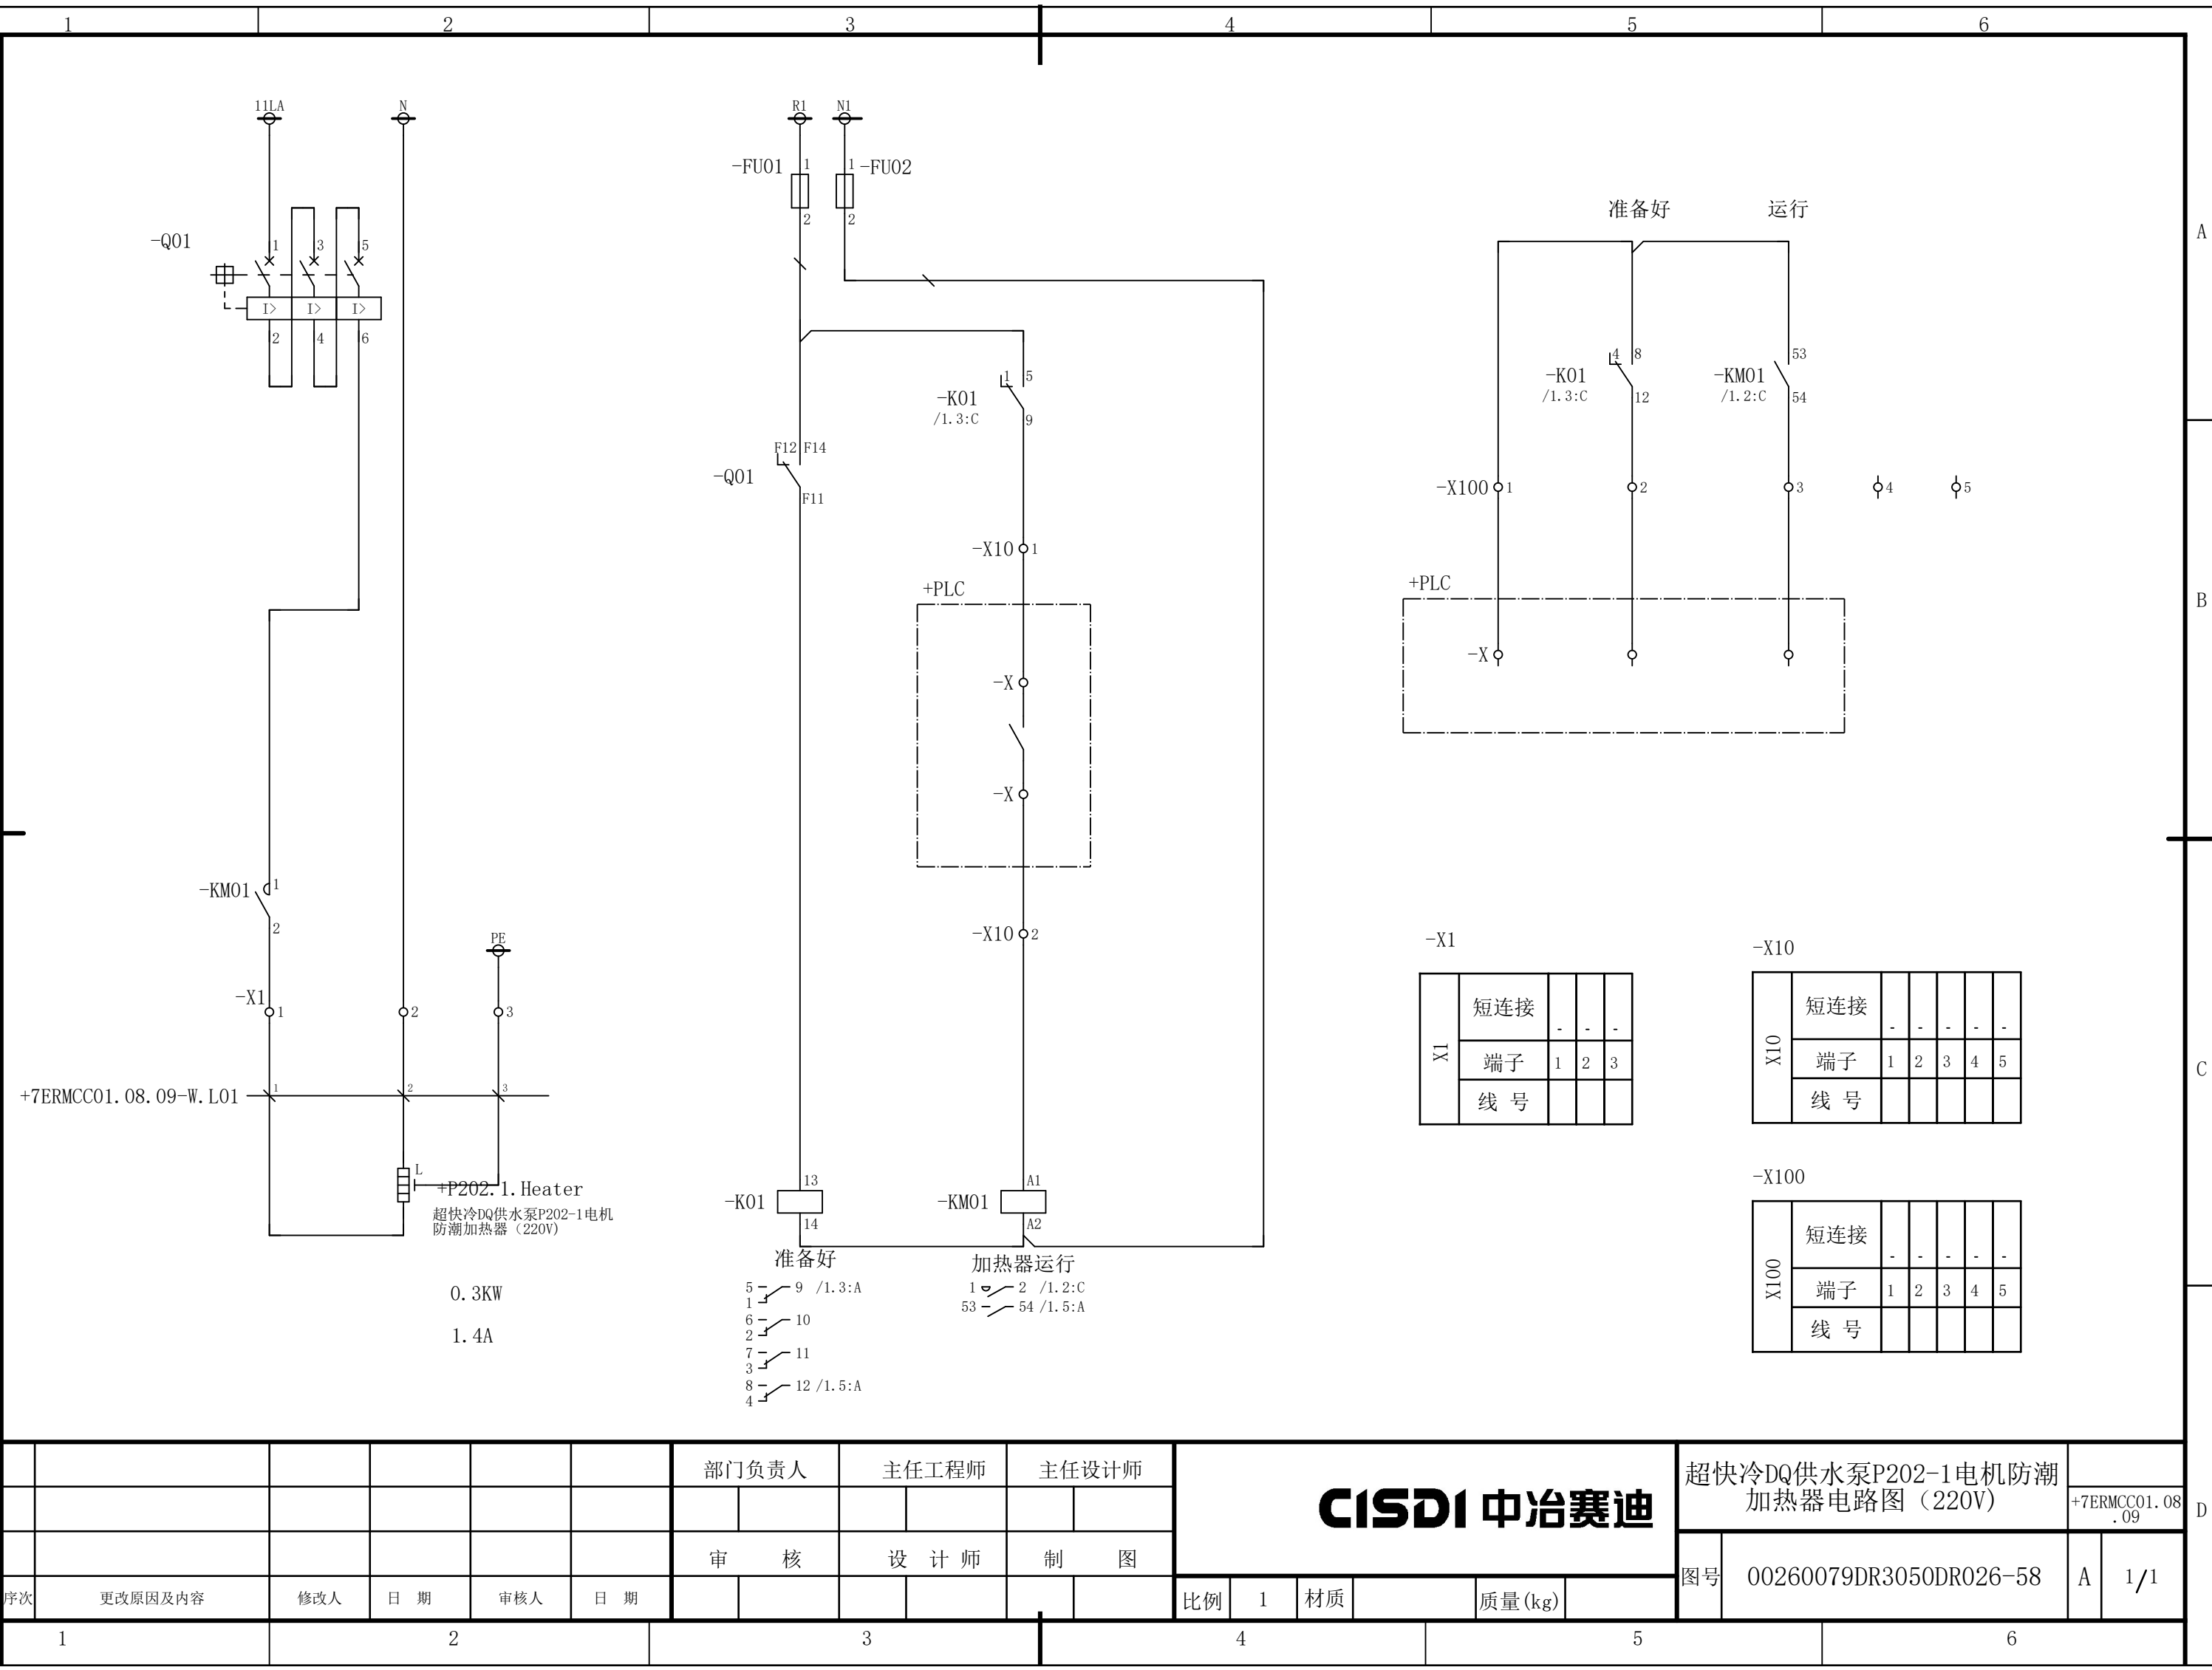 1 2 3 4 5 6
11LA N R1 N1
-FU01 1 1 -FU02
2 2
准备好 运行
A
-Q01 1 3 5
I> I> I>
2 4 6
4 8 53
-K01 -KM01
/1.3:C 12 /1.2:C 54
1 5
-K01
/1.3:C 9
F12 F14
-Q01
F11
-X100 1 2 3 4 5
-X10 1
+PLC +PLC
B
-X
-X
-X
-KM01 1
2
-X10 2
PE
-X1
1 2 3
+7ERMCC01.08.09-W.L01 1 2 3
L
+P202.1.Heater
超快冷DQ供水泵P202-1电机
防潮加热器（220V)
0.3KW
1.4A
13 A1
-K01 -KM01
14 A2
准备好 加热器运行
5 9 /1.3:A
1
6 10
2
7 11
3
8 12 /1.5:A
4
1 2 /1.2:C
53 54 /1.5:A
-X1
X1
短连接 - - -
端子 1 2 3
线 号
-X10
X10
短连接 - - - - -
端子 1 2 3 4 5
线 号
C
-X100
X100
短连接 - - - - -
端子 1 2 3 4 5
线 号
部门负责人 主任工程师 主任设计师
审 核 设 计 师 制 图
序次 更改原因及内容 修改人 日 期 审核人 日 期
CISDI 中冶赛迪
比例 1 材质 质量(kg)
超快冷DQ供水泵P202-1电机防潮
加热器电路图（220V)
+7ERMCC01.08
.09
D
图号 00260079DR3050DR026-58 A 1/1
1 2 3 4 5 6